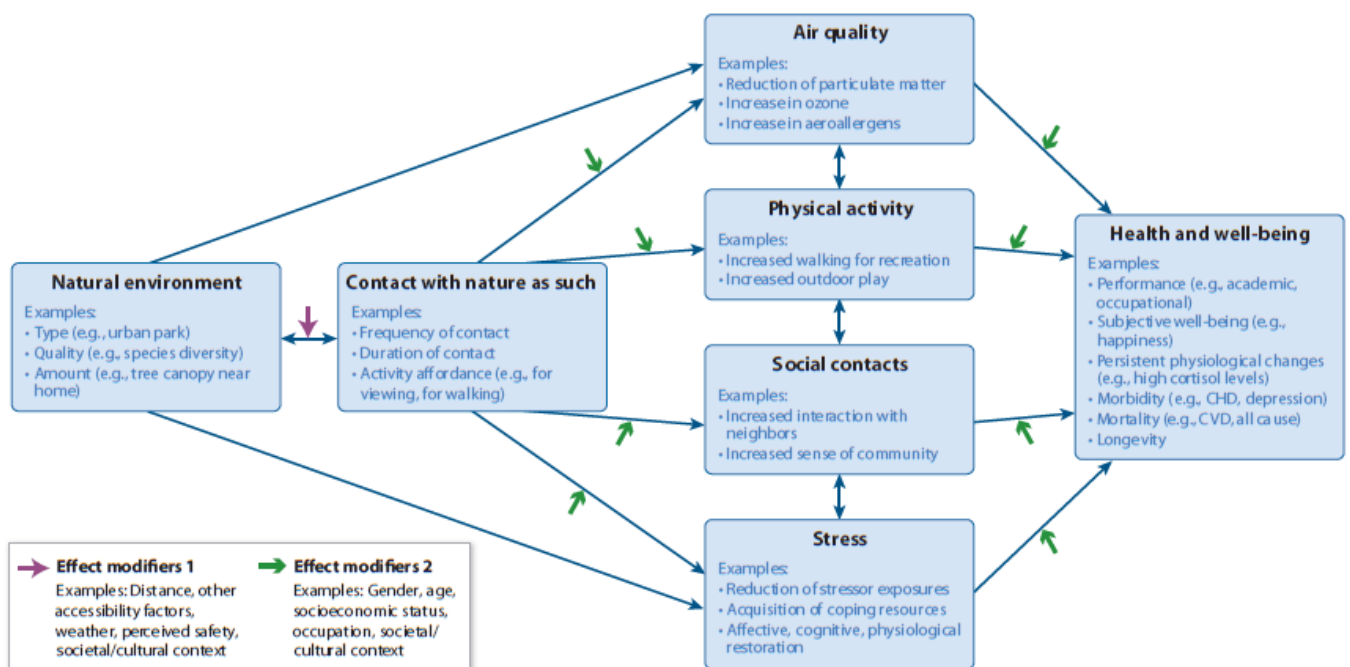 Air quality
Examples:
• Reduction of particulate matter
• Increase in ozone
• Increase in aeroallergens
Physical activity
Examples:
• Increased walking for recreation
• Increased outdoor play
Health and well-being
Examples:
• Performance (e.g., academic,
occupational)
• Subjective well-being (e.g.,
happiness)
• Persistent physiological changes
(e.g., high cortisol levels)
• Morbidity (e.g., CHD, depression)
• Mortality (e.g., CVD, all cause)
• Longevity
Natural environment
Examples:
• Type (e.g., urban park)
• Quality (e.g., species diversity)
• Amount (e.g., tree canopy near
home)
Contact with nature as such
Examples:
• Frequency of contact
• Duration of contact
• Activity affordance (e.g., for
viewing, for walking)
Social contacts
Examples:
• Increased interaction with
neighbors
• Increased sense of community
Stress
Examples:
• Reduction of stressor exposures
• Acquisition of coping resources
• Affective, cognitive, physiological
restoration
Effect modifiers 1
Examples: Distance, other
accessibility factors,
weather, perceived safety,
societal/cultural context
Effect modifiers 2
Examples: Gender, age,
socioeconomic status,
occupation, societal/
cultural context